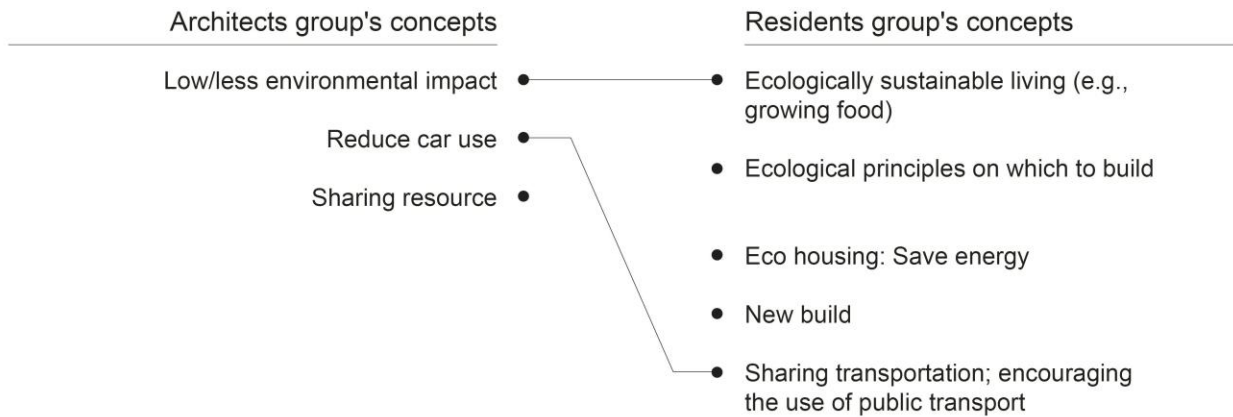 Architects group's concepts
Low/less environmental impact
Reduce car use
Sharing resource
Residents group's concepts
Ecologically sustainable living (e.g.,
growing food)
Ecological principles on which to build
Eco housing: Save energy
New build
Sharing transportation; encouraging
the use of public transport